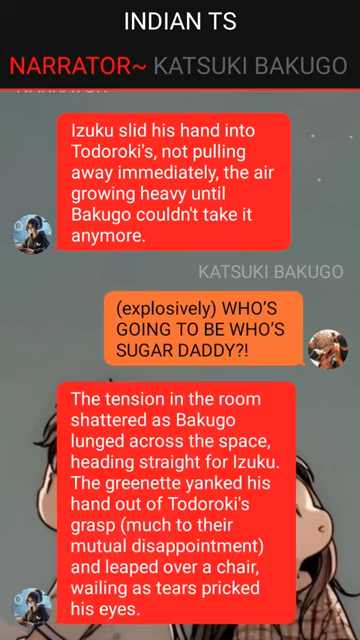 INDIAN TS
NARRATOR~ KATSUKI BAKUGO
NARRATOR
Izuku slid his hand into
Todoroki's, not pulling
away immediately, the air
growing heavy until
Bakugo couldn't take it
anymore.
KATSUKI BAKUGO
(explosively) WHO'S
GOING TO BE WHO'S
SUGAR DADDY?!
The tension in the room
shattered as Bakugo
lunged across the space,
heading straight for Izuku.
The greenette yanked his
hand out of Todoroki's
grasp (much to their
mutual disappointment)
and leaped over a chair,
wailing as tears pricked
his eyes.